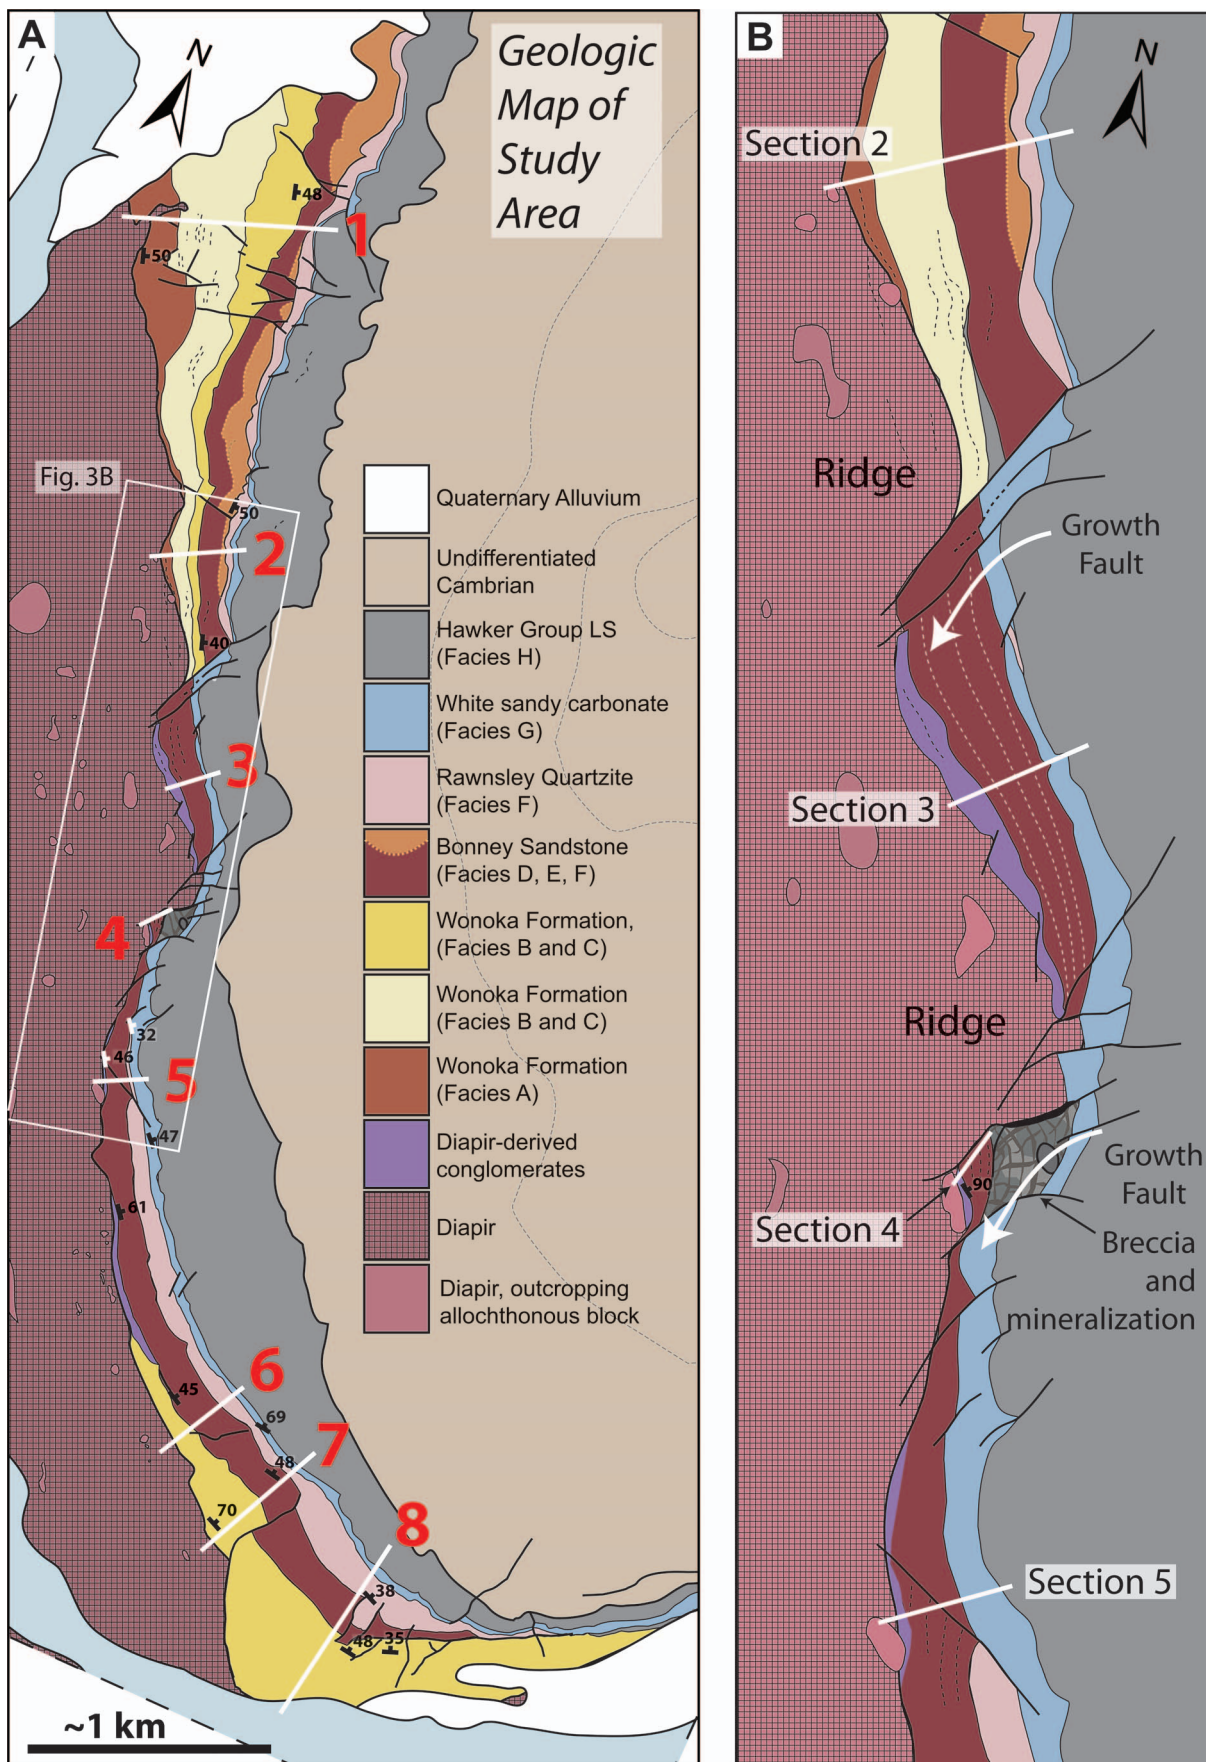 A
N
Geologic
Map of
Study
Area
48
1
50
Fig. 3B
50
2
40
3
4
32
46
5
47
61
45
6
69
7
48
70
8
38
48
35
~1 km
Quaternary Alluvium
Undifferentiated
Cambrian
Hawker Group LS
(Facies H)
White sandy carbonate
(Facies G)
Rawnsley Quartzite
(Facies F)
Bonney Sandstone
(Facies D, E, F)
Wonoka Formation,
(Facies B and C)
Wonoka Formation
(Facies B and C)
Wonoka Formation
(Facies A)
Diapir-derived
conglomerates
Diapir
Diapir, outcropping
allochthonous block
B
N
Section 2
Ridge
Growth
Fault
Section 3
Ridge
90
Growth
Fault
Section 4
Breccia
and
mineralization
Section 5